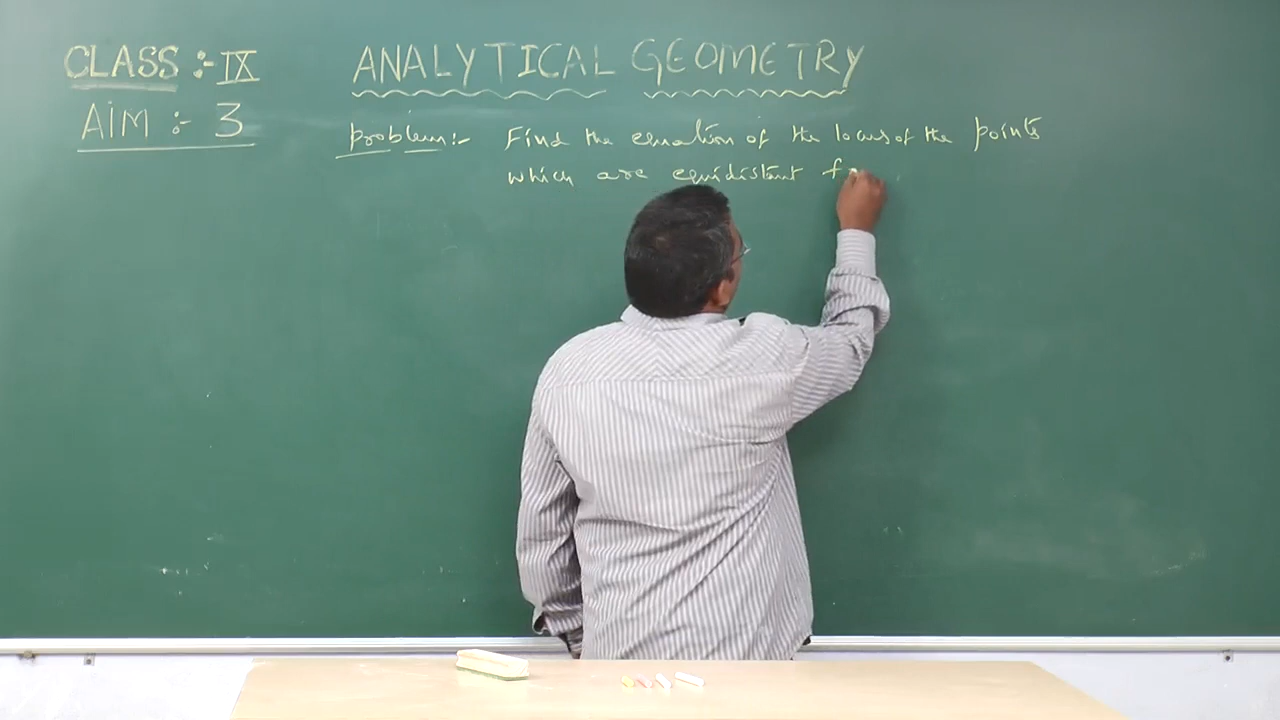 CLASS :- IX
ANALYTICAL GEOMETRY
AIM :- 3
Problem:- Find the equation of the locus of the points
which are equidistant f